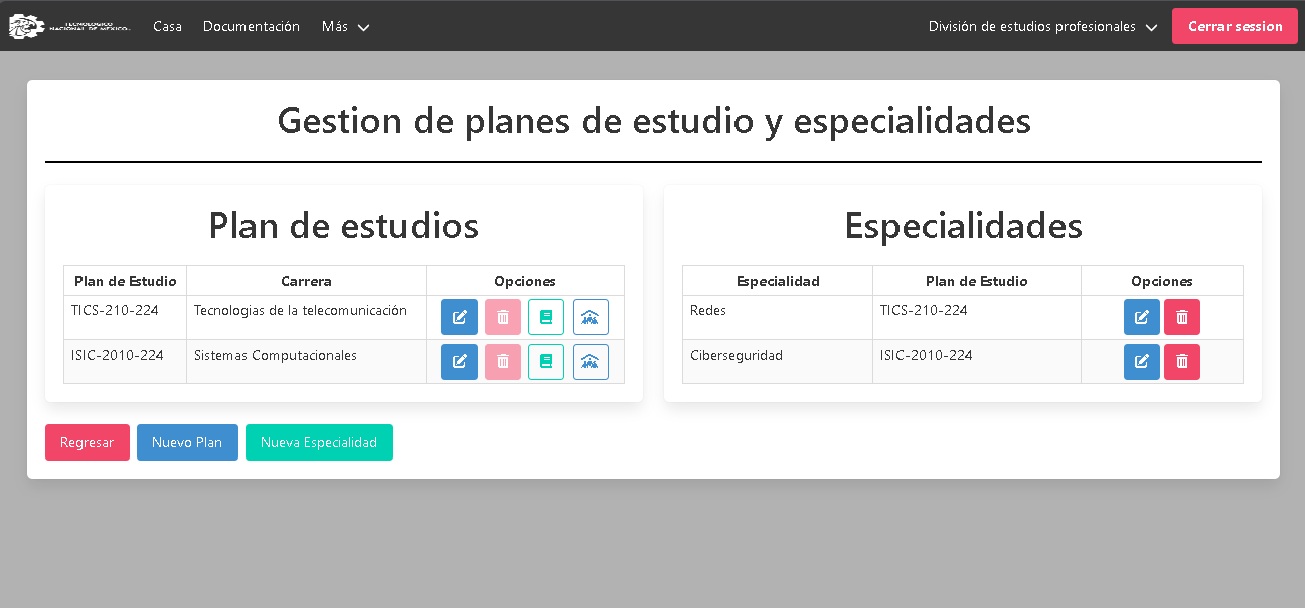 TECNOLÓGICO
NACIONAL DE MÉXICO
Casa
Documentación
Más
División de estudios profesionales
Cerrar session
Gestion de planes de estudio y especialidades
Plan de estudios
Plan de Estudio Carrera Opciones
TICS-210-224 Tecnologias de la telecomunicación
ISIC-2010-224 Sistemas Computacionales
Especialidades
Especialidad Plan de Estudio Opciones
Redes TICS-210-224
Ciberseguridad ISIC-2010-224
Regresar
Nuevo Plan
Nueva Especialidad